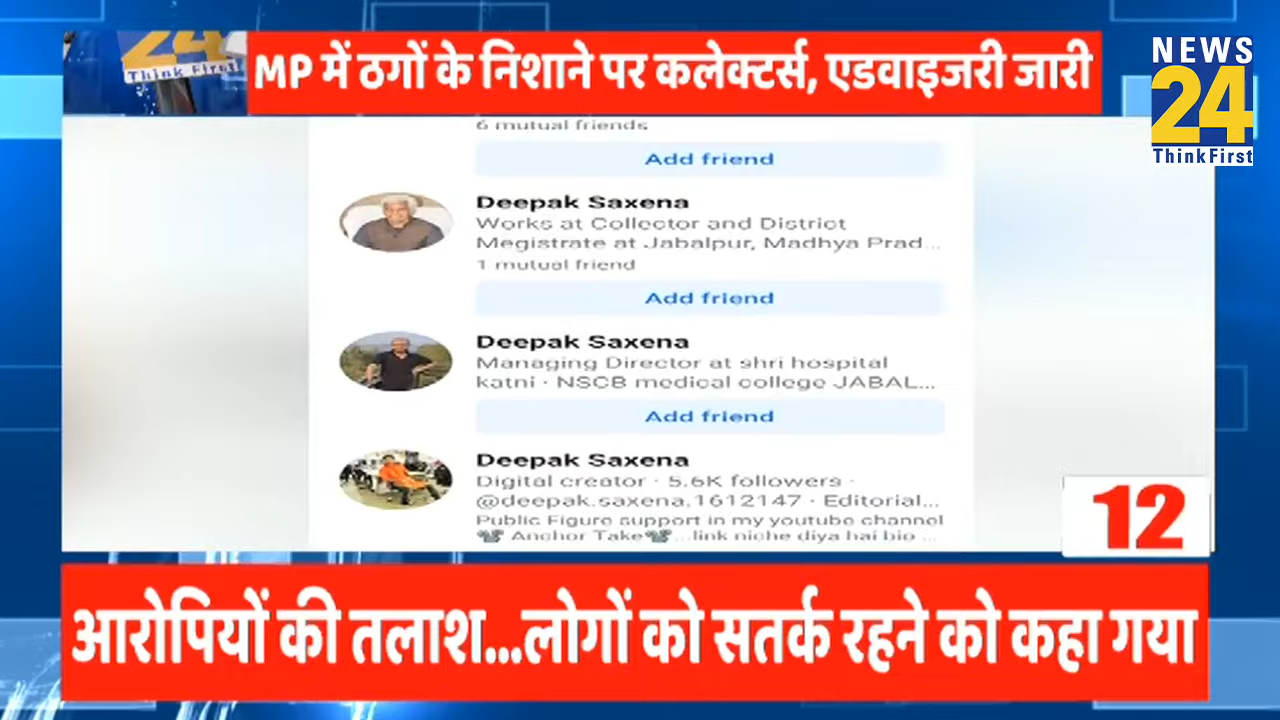 24
Think First
MP में ठगों के निशाने पर कलेक्टर्स, एडवाइजरी जारी
NEWS
24
ThinkFirst
6 mutual friends
Add friend
Deepak Saxena
Works at Collector and District
Megistrate at Jabalpur, Madhya Prad...
1 mutual friend
Add friend
Deepak Saxena
Managing Director at shri hospital
katni · NSCB medical college JABAL...
Add friend
Deepak Saxena
Digital creator · 5.6K followers ·
@deepak.saxena.1612147 · Editorial...
Public Figure support in my youtube channel
📽 Anchor Take📽...link niche diya hai bio ...
12
आरोपियों की तलाश...लोगों को सतर्क रहने को कहा गया